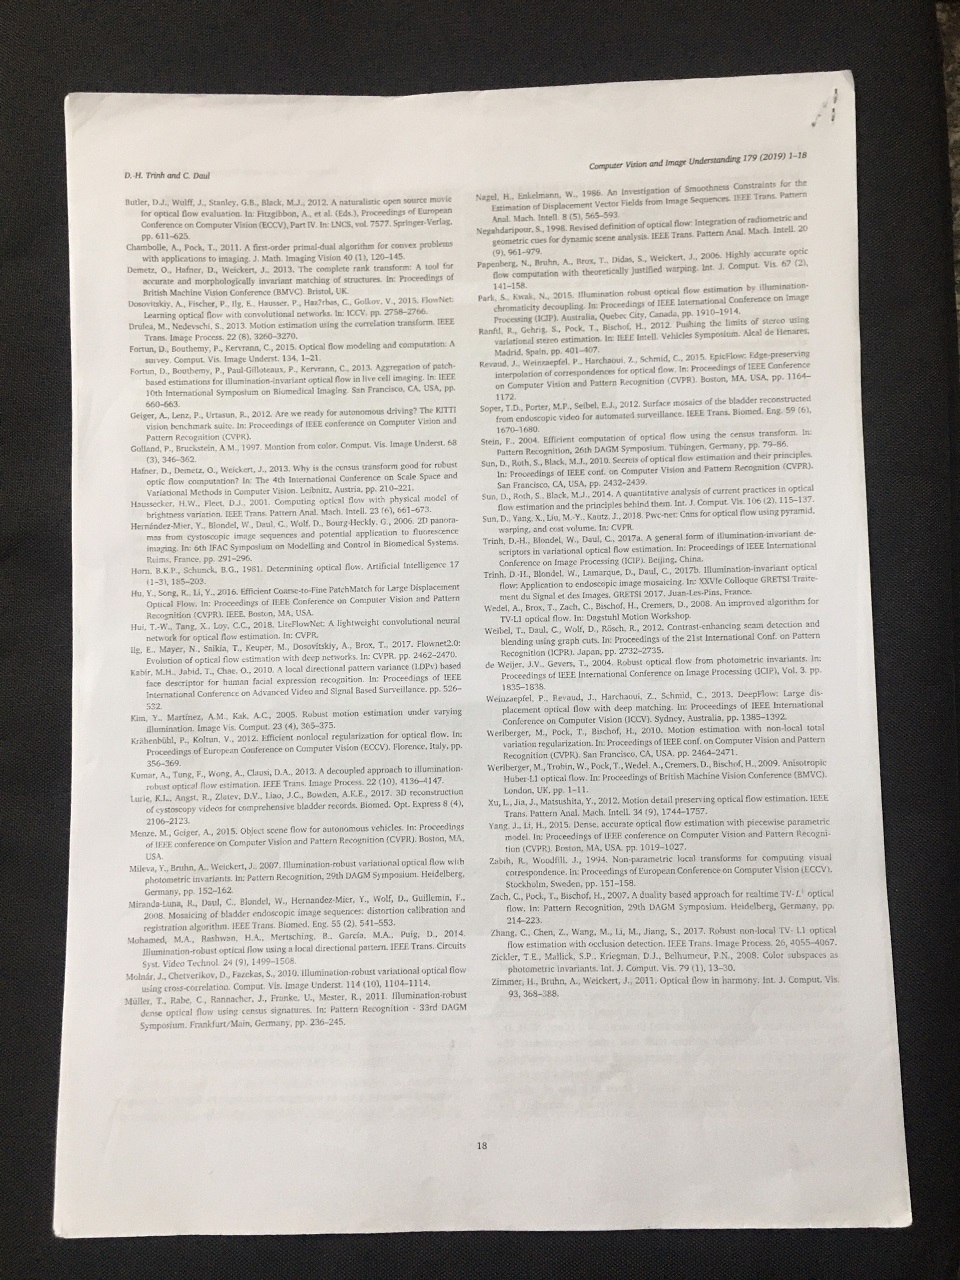 D.-H. Trinh and C. Daul
Computer Vision and Image Understanding 179 (2019) 1–18
Butler, D.J., Wulff, J., Stanley, G.B., Black, M.J., 2012. A naturalistic open source movie
for optical flow evaluation. In: Fitzgibbon, A., et al. (Eds.), Proceedings of European
Conference on Computer Vision (ECCV), Part IV. In: LNCS, vol. 7577. Springer-Verlag,
pp. 611–625.
Chambolle, A., Pock, T., 2011. A first-order primal-dual algorithm for convex problems
with applications to imaging. J. Math. Imaging Vision 40 (1), 120–145.
Demetz, O., Hafner, D., Weickert, J., 2013. The complete rank transform: A tool for
accurate and morphologically invariant matching of structures. In: Proceedings of
British Machine Vision Conference (BMVC). Bristol, UK.
Dosovitskiy, A., Fischer, P., Ilg, E., Hausser, P., Haz?rbas, C., Golkov, V., 2015. FlowNet:
Learning optical flow with convolutional networks. In: ICCV. pp. 2758–2766.
Drulea, M., Nedevschi, S., 2013. Motion estimation using the correlation transform. IEEE
Trans. Image Process. 22 (8), 3260–3270.
Fortun, D., Bouthemy, P., Kervrann, C., 2015. Optical flow modeling and computation: A
survey. Comput. Vis. Image Underst. 134, 1–21.
Fortun, D., Bouthemy, P., Paul-Gilloteaux, P., Kervrann, C., 2013. Aggregation of patch-
based estimations for illumination-invariant optical flow in live cell imaging. In: IEEE
10th International Symposium on Biomedical Imaging. San Francisco, CA, USA, pp.
660–663.
Geiger, A., Lenz, P., Urtasun, R., 2012. Are we ready for autonomous driving? The KITTI
vision benchmark suite. In: Proceedings of IEEE conference on Computer Vision and
Pattern Recognition (CVPR).
Golland, P., Bruckstein, A.M., 1997. Montion from color. Comput. Vis. Image Underst. 68
(3), 346–362.
Hafner, D., Demetz, O., Weickert, J., 2013. Why is the census transform good for robust
optic flow computation? In: The 4th International Conference on Scale Space and
Variational Methods in Computer Vision. Leibnitz, Austria, pp. 210–221.
Haussecker, H.W., Fleet, D.J., 2001. Computing optical flow with physical model of
brightness variation. IEEE Trans. Pattern Anal. Mach. Intell. 23 (6), 661–673.
Hernández-Mier, Y., Blondel, W., Daul, C., Wolf, D., Bourg-Heckly, G., 2006. 2D panora-
mas from cystoscopic image sequences and potential application to fluorescence
imaging. In: 6th IFAC Symposium on Modelling and Control in Biomedical Systems.
Reims, France, pp. 291–296.
Horn, B.K.P., Schunck, B.G., 1981. Determining optical flow. Artificial Intelligence 17
(1–3), 185–203.
Hu, Y., Song, R., Li, Y., 2016. Efficient Coarse-to-Fine PatchMatch for Large Displacement
Optical Flow. In: Proceedings of IEEE Conference on Computer Vision and Pattern
Recognition (CVPR). IEEE, Boston, MA, USA.
Hui, T.-W., Tang, X., Loy, C.C., 2018. LiteFlowNet: A lightweight convolutional neural
network for optical flow estimation. In: CVPR.
Ilg, E., Mayer, N., Saikia, T., Keuper, M., Dosovitskiy, A., Brox, T., 2017. Flownet2.0:
Evolution of optical flow estimation with deep networks. In: CVPR. pp. 2462–2470.
Kabir, M.H., Jabid, T., Chae, O., 2010. A local directional pattern variance (LDPv) based
face descriptor for human facial expression recognition. In: Proceedings of IEEE
International Conference on Advanced Video and Signal Based Surveillance. pp. 526–
532.
Kim, Y., Martínez, A.M., Kak, A.C., 2005. Robust motion estimation under varying
illumination. Image Vis. Comput. 23 (4), 365–375.
Krähenbühl, P., Koltun, V., 2012. Efficient nonlocal regularization for optical flow. In:
Proceedings of European Conference on Computer Vision (ECCV). Florence, Italy, pp.
356–369.
Kumar, A., Tung, F., Wong, A., Clausi, D.A., 2013. A decoupled approach to illumination-
robust optical flow estimation. IEEE Trans. Image Process. 22 (10), 4136–4147.
Lurie, K.L., Angst, R., Zlatev, D.V., Liao, J.C., Bowden, A.K.E., 2017. 3D reconstruction
of cystoscopy videos for comprehensive bladder records. Biomed. Opt. Express 8 (4),
2106–2123.
Menze, M., Geiger, A., 2015. Object scene flow for autonomous vehicles. In: Proceedings
of IEEE conference on Computer Vision and Pattern Recognition (CVPR). Boston, MA,
USA.
Mileva, Y., Bruhn, A., Weickert, J., 2007. Illumination-robust variational optical flow with
photometric invariants. In: Pattern Recognition, 29th DAGM Symposium. Heidelberg,
Germany, pp. 152–162.
Miranda-Luna, R., Daul, C., Blondel, W., Hernandez-Mier, Y., Wolf, D., Guillemin, F.,
2008. Mosaicing of bladder endoscopic image sequences: distortion calibration and
registration algorithm. IEEE Trans. Biomed. Eng. 55 (2), 541–553.
Mohamed, M.A., Rashwan, H.A., Mertsching, B., García, M.A., Puig, D., 2014.
Illumination-robust optical flow using a local directional pattern. IEEE Trans. Circuits
Syst. Video Technol. 24 (9), 1499–1508.
Molnár, J., Chetverikov, D., Fazekas, S., 2010. Illumination-robust variational optical flow
using cross-correlation. Comput. Vis. Image Underst. 114 (10), 1104–1114.
Müller, T., Rabe, C., Rannacher, J., Franke, U., Mester, R., 2011. Illumination-robust
dense optical flow using census signatures. In: Pattern Recognition - 33rd DAGM
Symposium. Frankfurt/Main, Germany, pp. 236–245.
Nagel, H., Enkelmann, W., 1986. An Investigation of Smoothness Constraints for the
Estimation of Displacement Vector Fields from Image Sequences. IEEE Trans. Pattern
Anal. Mach. Intell. 8 (5), 565–593.
Negahdaripour, S., 1998. Revised definition of optical flow: Integration of radiometric and
geometric cues for dynamic scene analysis. IEEE Trans. Pattern Anal. Mach. Intell. 20
(9), 961–979.
Papenberg, N., Bruhn, A., Brox, T., Didas, S., Weickert, J., 2006. Highly accurate optic
flow computation with theoretically justified warping. Int. J. Comput. Vis. 67 (2),
141–158.
Park, S., Kwak, N., 2015. Illumination robust optical flow estimation by illumination-
chromaticity decoupling. In: Proceedings of IEEE International Conference on Image
Processing (ICIP). Australia, Quebec City, Canada, pp. 1910–1914.
Ranftl, R., Gehrig, S., Pock, T., Bischof, H., 2012. Pushing the limits of stereo using
variational stereo estimation. In: IEEE Intell. Vehicles Symposium. Alcal de Henares,
Madrid, Spain, pp. 401–407.
Revaud, J., Weinzaepfel, P., Harchaoui, Z., Schmid, C., 2015. EpicFlow: Edge-preserving
interpolation of correspondences for optical flow. In: Proceedings of IEEE Conference
on Computer Vision and Pattern Recognition (CVPR). Boston, MA, USA, pp. 1164–
1172.
Soper, T.D., Porter, M.P., Seibel, E.J., 2012. Surface mosaics of the bladder reconstructed
from endoscopic video for automated surveillance. IEEE Trans. Biomed. Eng. 59 (6),
1670–1680.
Stein, F., 2004. Efficient computation of optical flow using the census transform. In:
Pattern Recognition, 26th DAGM Symposium. Tübingen, Germany, pp. 79–86.
Sun, D., Roth, S., Black, M.J., 2010. Secrets of optical flow estimation and their principles.
In: Proceedings of IEEE conf. on Computer Vision and Pattern Recognition (CVPR).
San Francisco, CA, USA, pp. 2432–2439.
Sun, D., Roth, S., Black, M.J., 2014. A quantitative analysis of current practices in optical
flow estimation and the principles behind them. Int. J. Comput. Vis. 106 (2), 115–137.
Sun, D., Yang, X., Liu, M.-Y., Kautz, J., 2018. Pwc-net: Cnns for optical flow using pyramid,
warping, and cost volume. In: CVPR.
Trinh, D.-H., Blondel, W., Daul, C., 2017a. A general form of illumination-invariant de-
scriptors in variational optical flow estimation. In: Proceedings of IEEE International
Conference on Image Processing (ICIP). Beijing, China.
Trinh, D.-H., Blondel, W., Lamarque, D., Daul, C., 2017b. Illumination-invariant optical
flow: Application to endoscopic image mosaicing. In: XXVIe Colloque GRETSI Traite-
ment du Signal et des Images, GRETSI 2017. Juan-Les-Pins, France.
Wedel, A., Brox, T., Zach, C., Bischof, H., Cremers, D., 2008. An improved algorithm for
TV-L1 optical flow. In: Dagstuhl Motion Workshop.
Weibel, T., Daul, C., Wolf, D., Rösch, R., 2012. Contrast-enhancing seam detection and
blending using graph cuts. In: Proceedings of the 21st International Conf. on Pattern
Recognition (ICPR). Japan, pp. 2732–2735.
de Weijer, J.V., Gevers, T., 2004. Robust optical flow from photometric invariants. In:
Proceedings of IEEE International Conference on Image Processing (ICIP), Vol. 3. pp.
1835–1838.
Weinzaepfel, P., Revaud, J., Harchaoui, Z., Schmid, C., 2013. DeepFlow: Large dis-
placement optical flow with deep matching. In: Proceedings of IEEE International
Conference on Computer Vision (ICCV). Sydney, Australia, pp. 1385–1392.
Werlberger, M., Pock, T., Bischof, H., 2010. Motion estimation with non-local total
variation regularization. In: Proceedings of IEEE conf. on Computer Vision and Pattern
Recognition (CVPR). San Francisco, CA, USA. pp. 2464–2471.
Werlberger, M., Trobin, W., Pock, T., Wedel, A., Cremers, D., Bischof, H., 2009. Anisotropic
Huber-L1 optical flow. In: Proceedings of British Machine Vision Conference (BMVC).
London, UK, pp. 1–11.
Xu, L., Jia, J., Matsushita, Y., 2012. Motion detail preserving optical flow estimation. IEEE
Trans. Pattern Anal. Mach. Intell. 34 (9), 1744–1757.
Yang, J., Li, H., 2015. Dense, accurate optical flow estimation with piecewise parametric
model. In: Proceedings of IEEE conference on Computer Vision and Pattern Recogni-
tion (CVPR). Boston, MA, USA. pp. 1019–1027.
Zabih, R., Woodfill, J., 1994. Non-parametric local transforms for computing visual
correspondence. In: Proceedings of European Conference on Computer Vision (ECCV).
Stockholm, Sweden, pp. 151–158.
Zach, C., Pock, T., Bischof, H., 2007. A duality based approach for realtime TV-L¹ optical
flow. In: Pattern Recognition, 29th DAGM Symposium. Heidelberg, Germany, pp.
214–223.
Zhang, C., Chen, Z., Wang, M., Li, M., Jiang, S., 2017. Robust non-local TV- L1 optical
flow estimation with occlusion detection. IEEE Trans. Image Process. 26, 4055–4067.
Zickler, T.E., Mallick, S.P., Kriegman, D.J., Belhumeur, P.N., 2008. Color subspaces as
photometric invariants. Int. J. Comput. Vis. 79 (1), 13–30.
Zimmer, H., Bruhn, A., Weickert, J., 2011. Optical flow in harmony. Int. J. Comput. Vis.
93, 368–388.
18